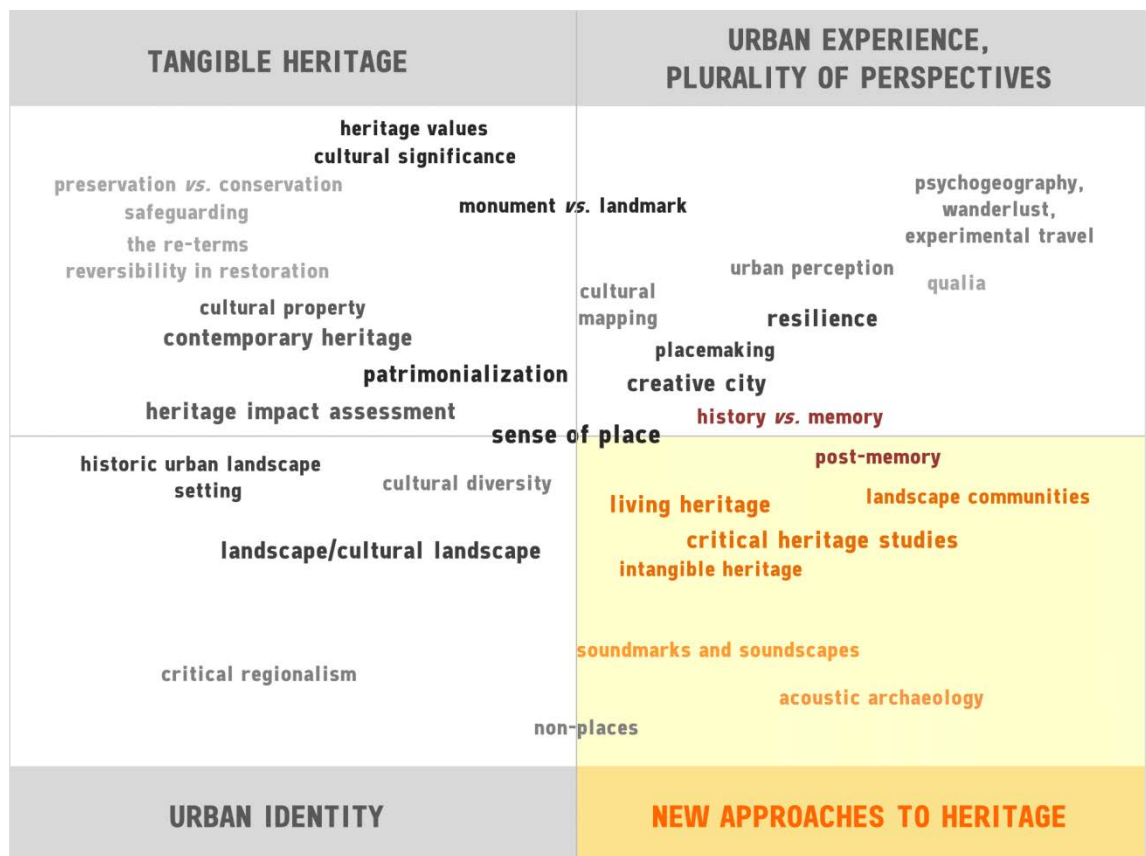 TANGIBLE HERITAGE
URBAN EXPERIENCE,
PLURALITY OF PERSPECTIVES
heritage values
cultural significance
preservation vs. conservation
safeguarding
the re-terms
reversibility in restoration
cultural property
contemporary heritage
patrimonialization
heritage impact assessment
monument vs. landmark
psychogeography,
wanderlust,
experimental travel
urban perception
qualia
cultural
mapping
resilience
placemaking
creative city
history vs. memory
sense of place
historic urban landscape
setting
cultural diversity
landscape/cultural landscape
critical regionalism
non-places
post-memory
landscape communities
living heritage
critical heritage studies
intangible heritage
soundmarks and soundscapes
acoustic archaeology
URBAN IDENTITY
NEW APPROACHES TO HERITAGE